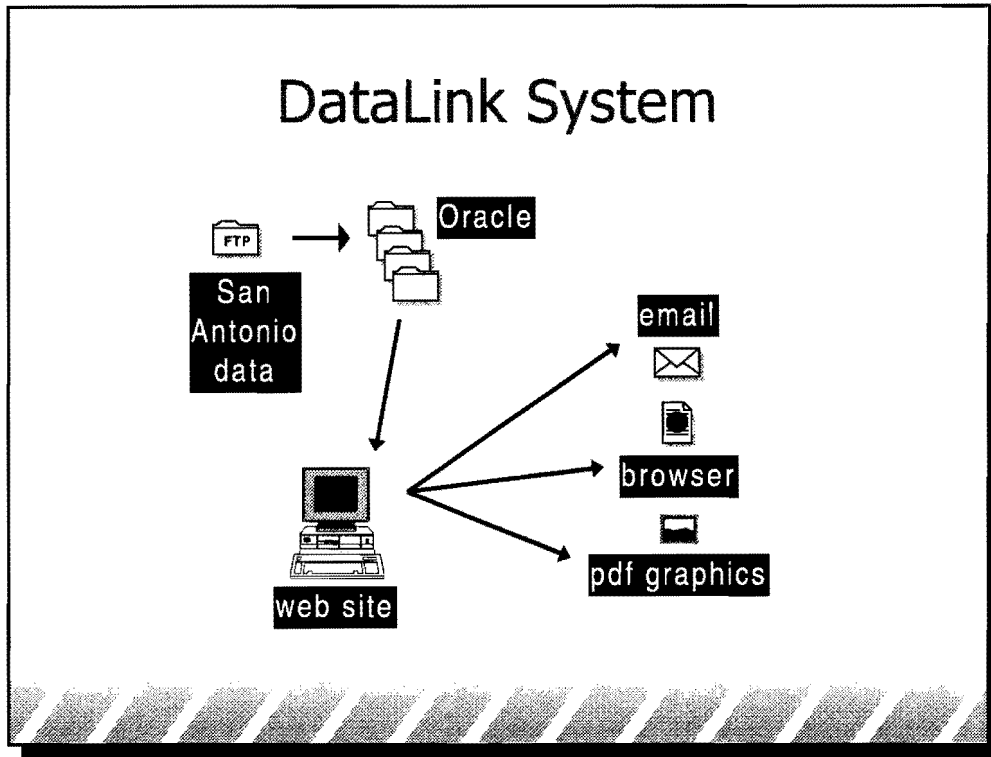 DataLink System
FTP
Oracle
San
Antonio
data
email
browser
pdf graphics
web site